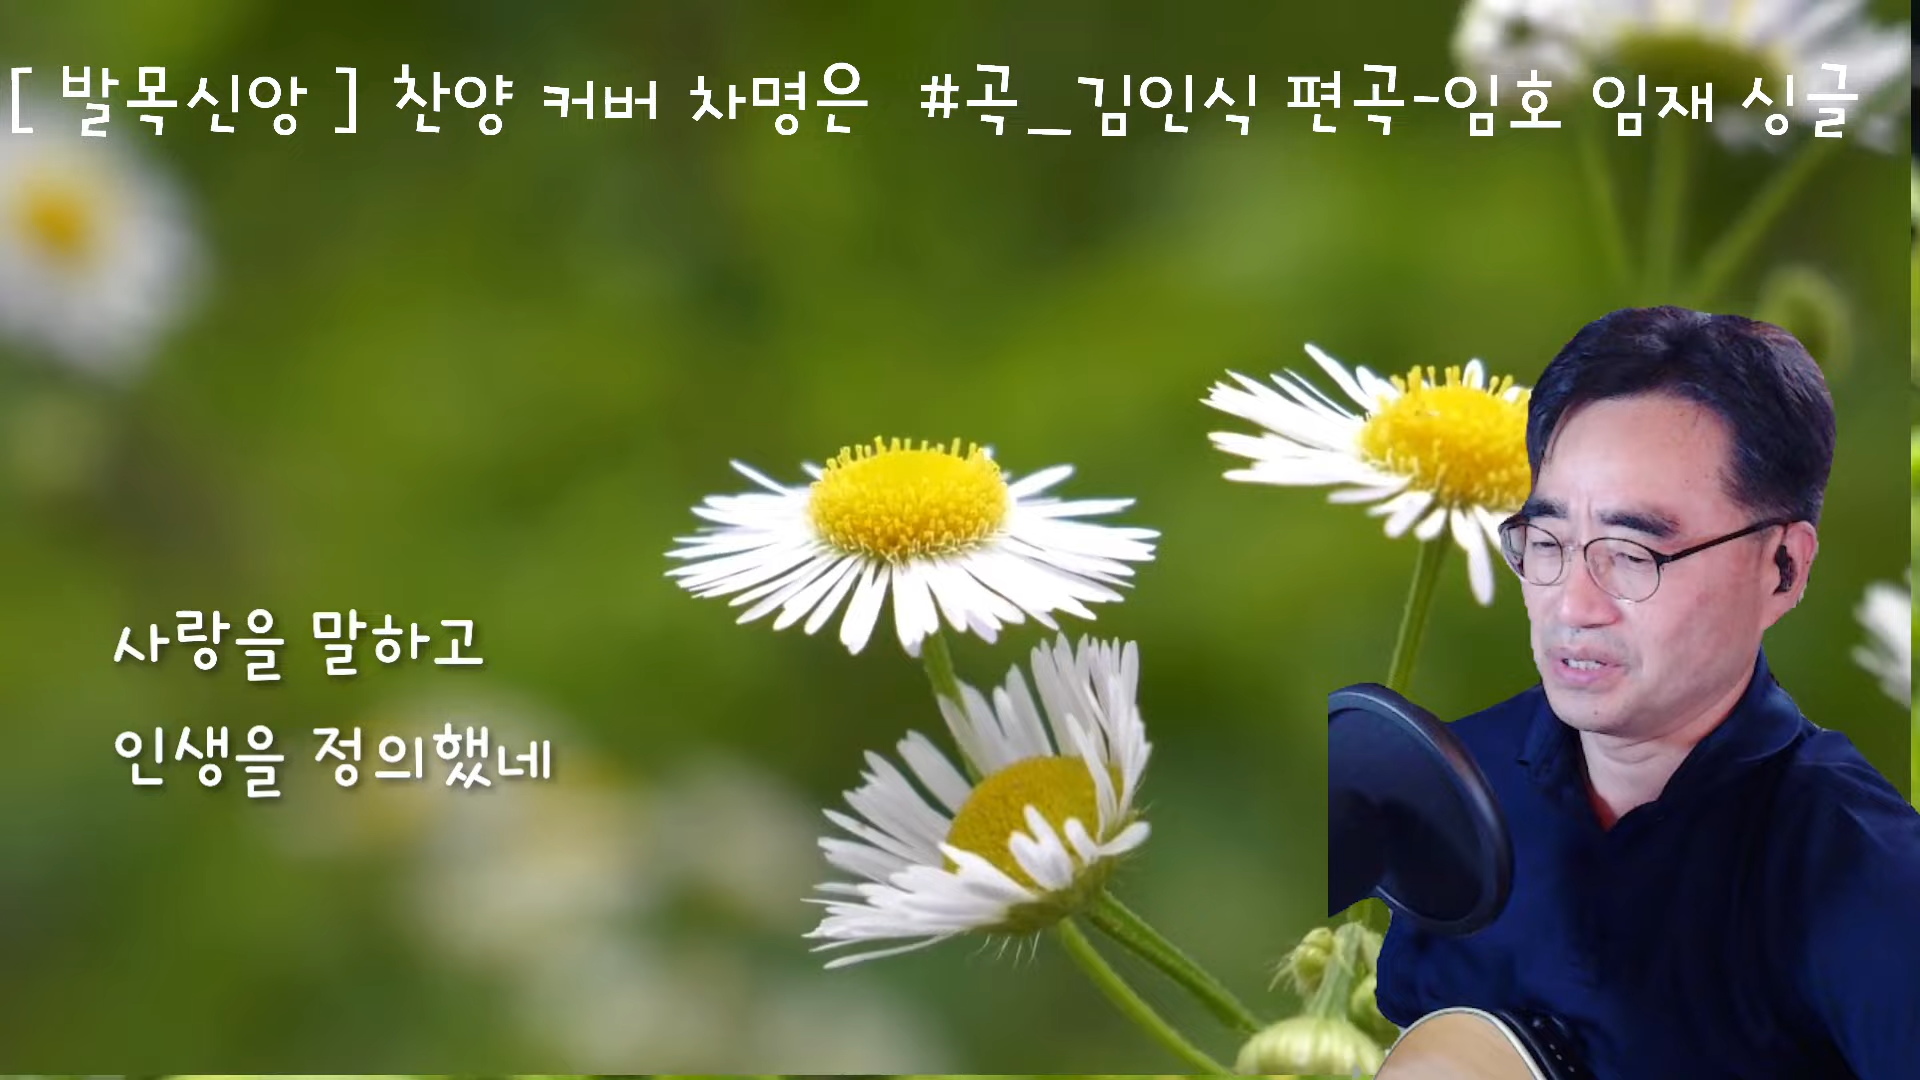 [ 발목신앙 ] 찬양 커버 차명은 #곡_김인식 편곡-임호 임재 싱글
사랑을 말하고
인생을 정의했네